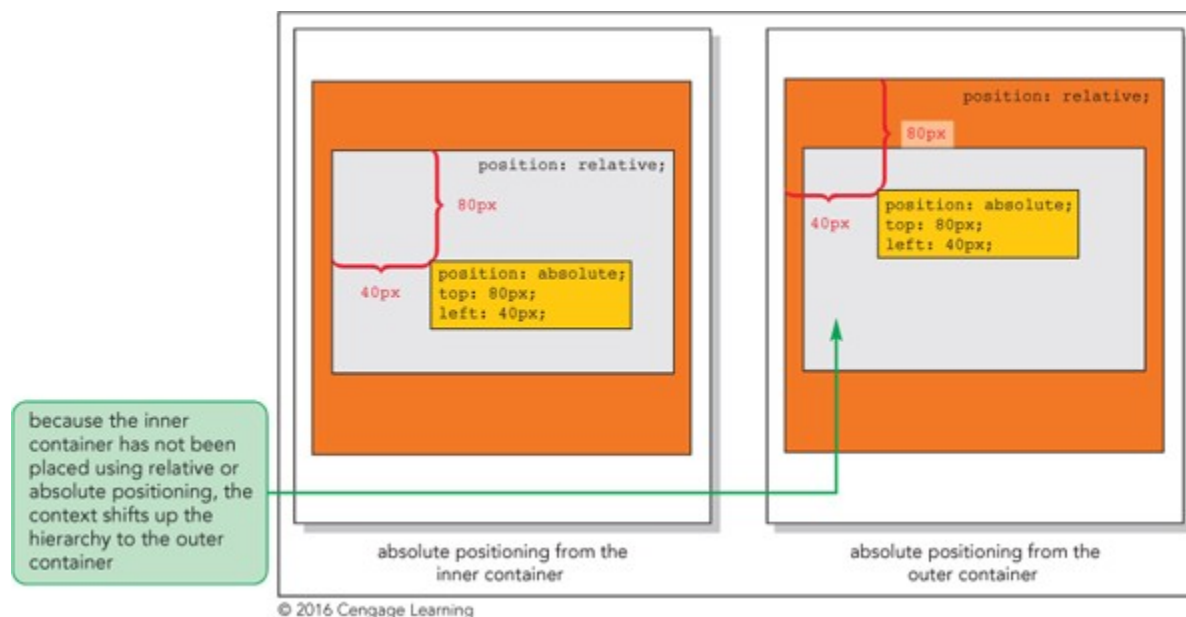 position: relative;
80px
40px
position: absolute;
top: 80px;
left: 40px;
absolute positioning from the
inner container
position: relative;
80px
40px
position: absolute;
top: 80px;
left: 40px;
absolute positioning from the
outer container
because the inner
container has not been
placed using relative or
absolute positioning, the
context shifts up the
hierarchy to the outer
container
© 2016 Cengage Learning